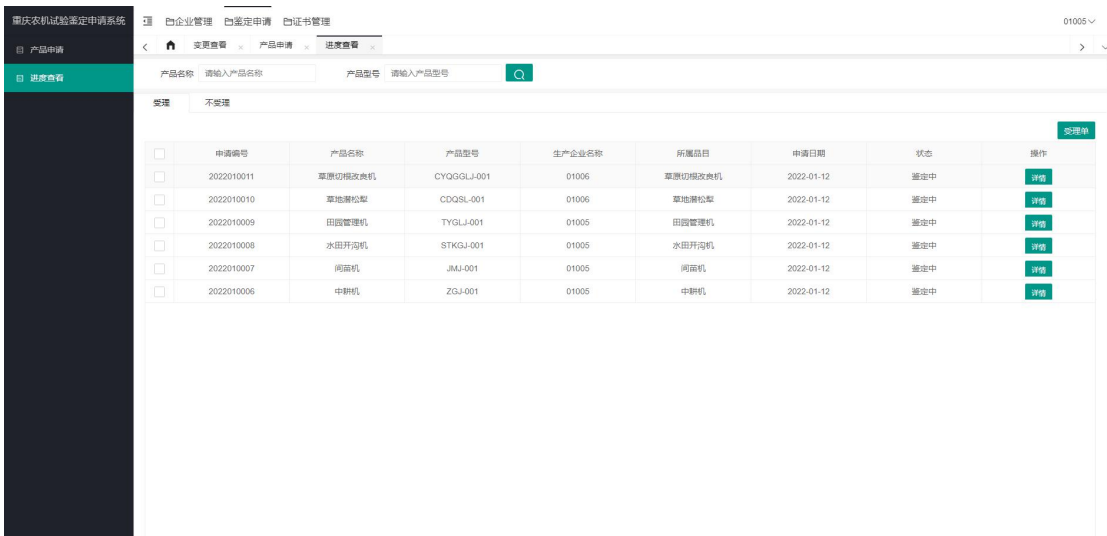 重庆农机试验鉴定申请系统 企业管理 鉴定申请 证书管理 01005
产品申请 变更查看 产品申请 进度查看
进度查看 产品名称 请输入产品名称 产品型号 请输入产品型号
受理 不受理
受理单
申请编号 产品名称 产品型号 生产企业名称 所属品目 申请日期 状态 操作
2022010011 草原切根改良机 CYQGGLJ-001 01006 草原切根改良机 2022-01-12 鉴定中 详情
2022010010 草地潜松犁 CDQSL-001 01006 草地潜松犁 2022-01-12 鉴定中 详情
2022010009 田园管理机 TYGLJ-001 01005 田园管理机 2022-01-12 鉴定中 详情
2022010008 水田开沟机 STKGJ-001 01005 水田开沟机 2022-01-12 鉴定中 详情
2022010007 间苗机 JMJ-001 01005 间苗机 2022-01-12 鉴定中 详情
2022010006 中耕机 ZGJ-001 01005 中耕机 2022-01-12 鉴定中 详情